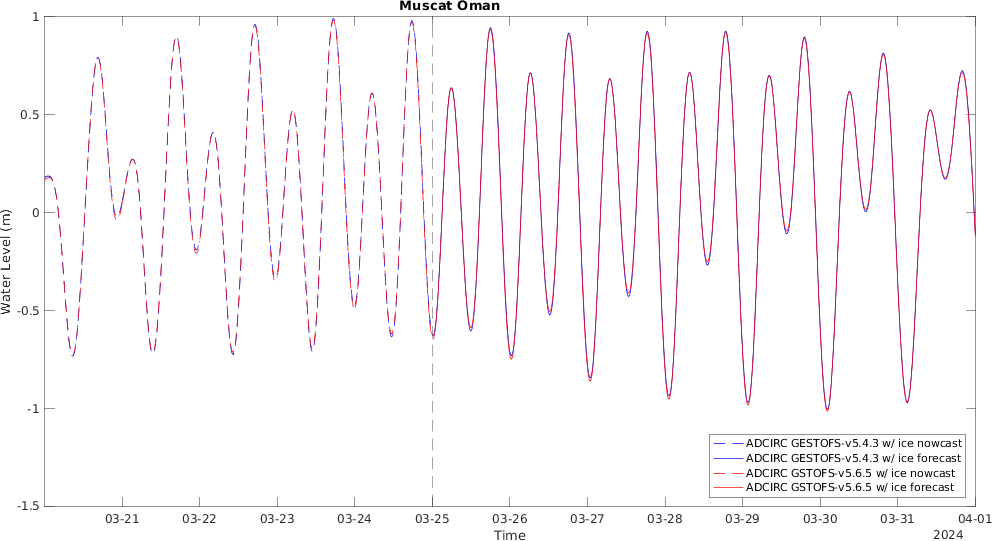 Muscat Oman
1
0.5
0
-0.5
-1
-1.5
Water Level (m)
ADCIRC GESTOFS-v5.4.3 w/ ice nowcast
ADCIRC GESTOFS-v5.4.3 w/ ice forecast
ADCIRC GSTOFS-v5.6.5 w/ ice nowcast
ADCIRC GSTOFS-v5.6.5 w/ ice forecast
03-21 03-22 03-23 03-24 03-25 03-26 03-27 03-28 03-29 03-30 03-31 04-01
Time
2024